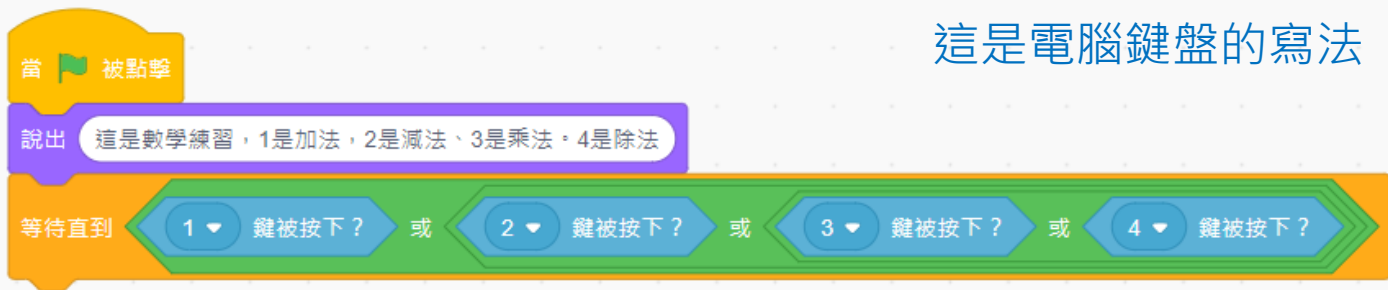 這是電腦鍵盤的寫法
當 被點擊
說出 這是數學練習，1是加法，2是減法、3是乘法。4是除法
等待直到 1 鍵被按下？ 或 2 鍵被按下？ 或 3 鍵被按下？ 或 4 鍵被按下？